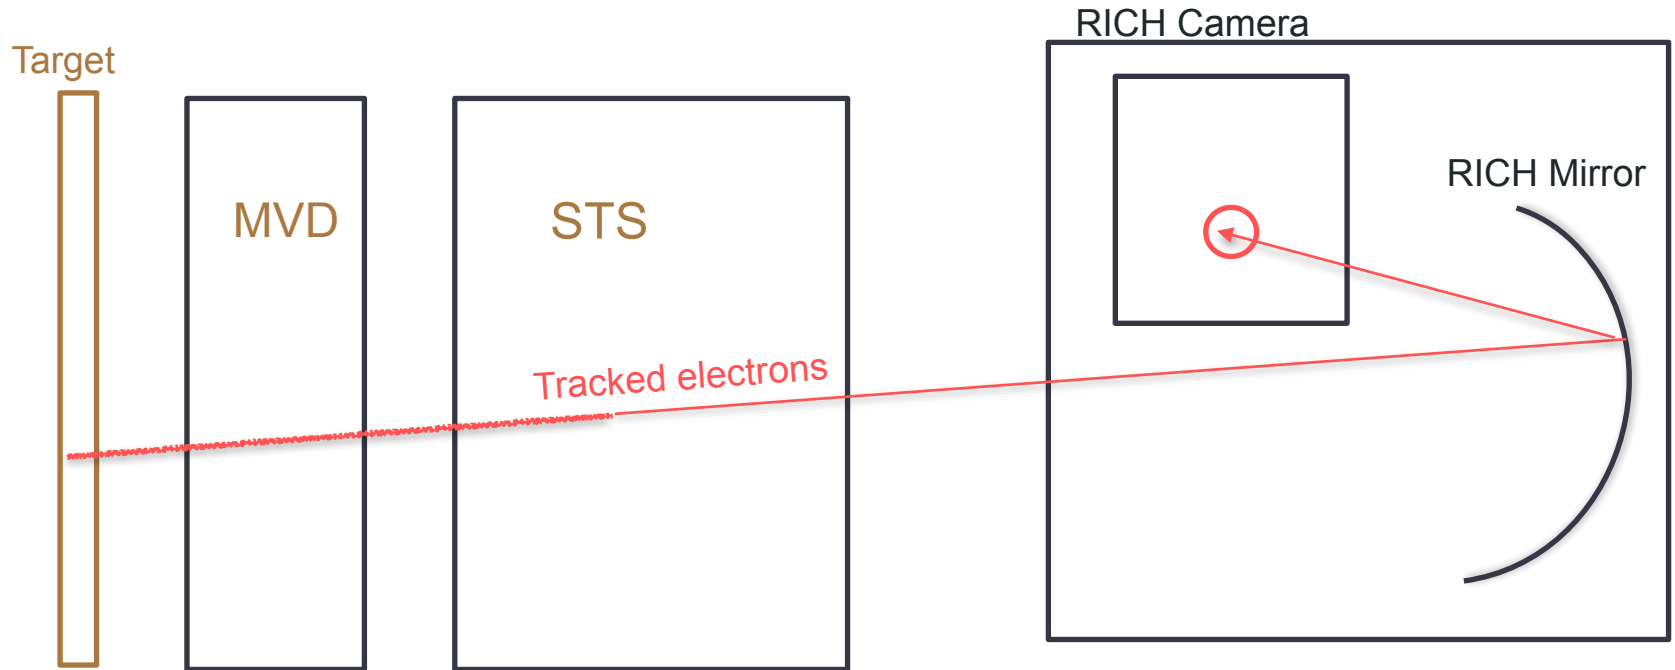 RICH Camera
Target
RICH Mirror
MVD
STS
Tracked electrons